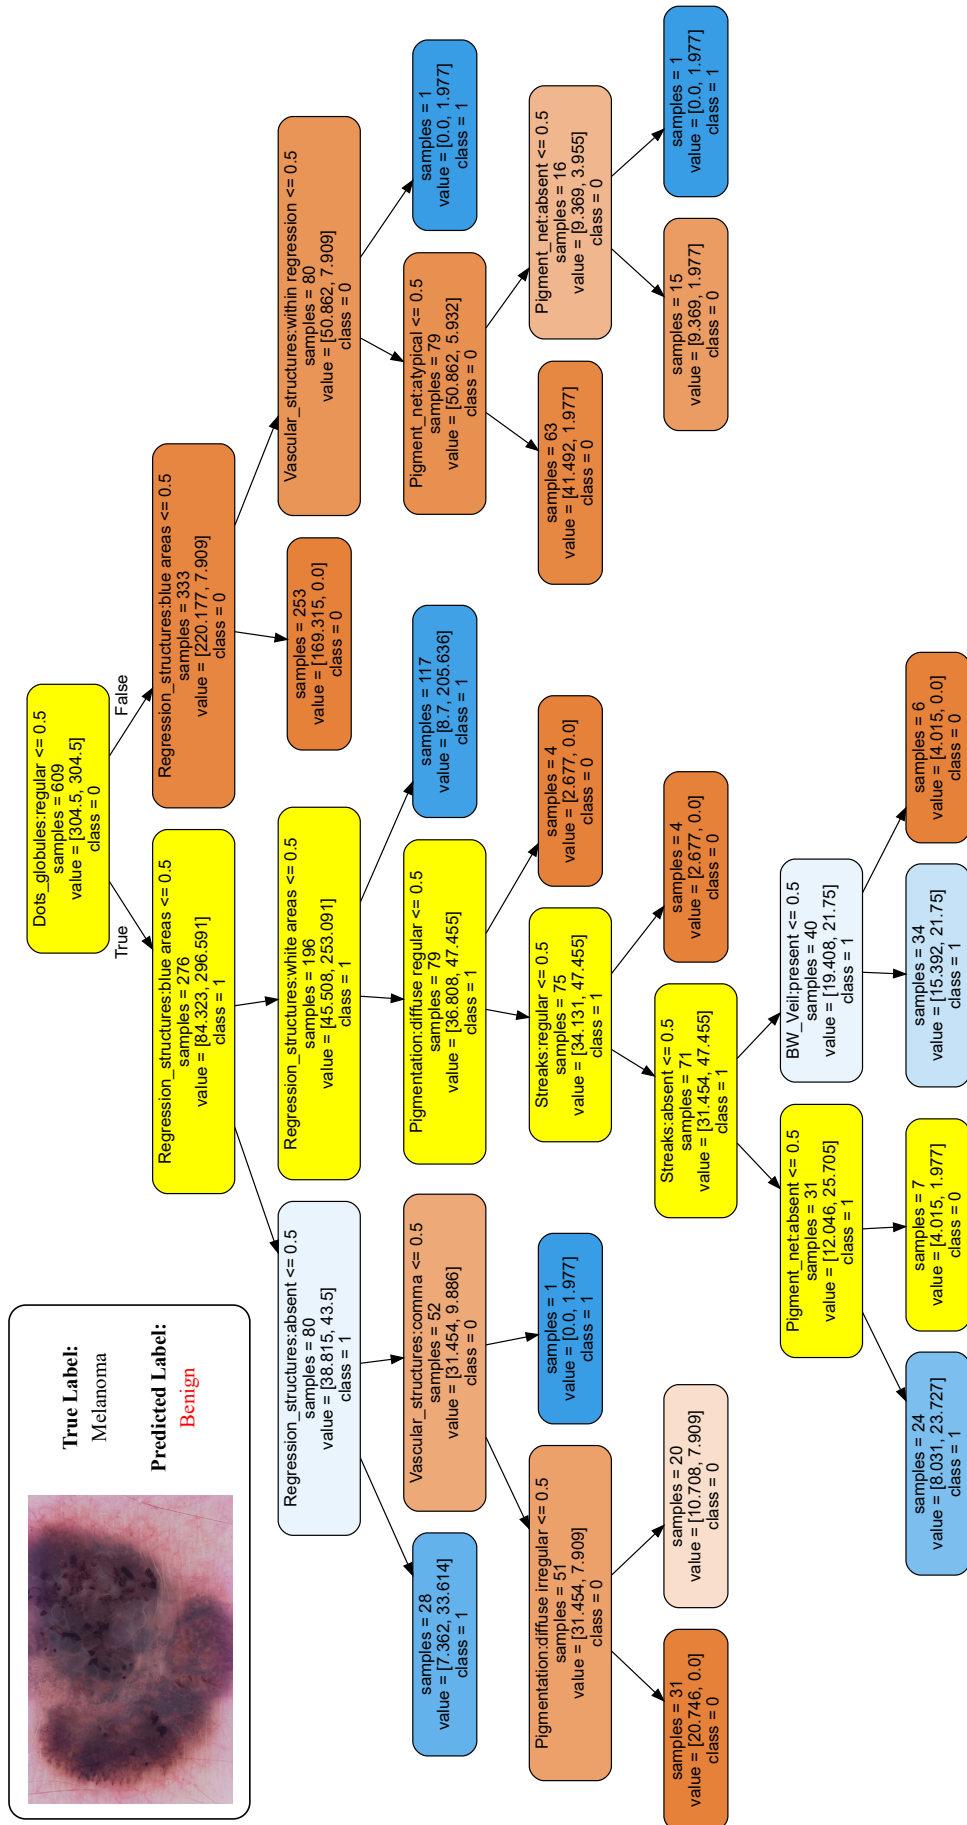 True Label:
Melanoma
Predicted Label:
Benign
Dots_globules:regular <= 0.5
samples = 609
value = [304.5, 304.5]
class = 0
True
False
Regression_structures:blue areas <= 0.5
samples = 276
value = [84.323, 296.591]
class = 1
Regression_structures:blue areas <= 0.5
samples = 333
value = [220.177, 7.909]
class = 0
Regression_structures:absent <= 0.5
samples = 80
value = [38.815, 43.5]
class = 1
Regression_structures:white areas <= 0.5
samples = 196
value = [45.508, 253.091]
class = 1
samples = 253
value = [169.315, 0.0]
class = 0
Vascular_structures:within regression <= 0.5
samples = 80
value = [50.862, 7.909]
class = 0
samples = 28
value = [7.362, 33.614]
class = 1
Vascular_structures:comma <= 0.5
samples = 52
value = [31.454, 9.886]
class = 0
Pigmentation:diffuse regular <= 0.5
samples = 79
value = [36.808, 47.455]
class = 1
samples = 117
value = [8.7, 205.636]
class = 1
Pigment_net:atypical <= 0.5
samples = 79
value = [50.862, 5.932]
class = 0
samples = 1
value = [0.0, 1.977]
class = 1
Pigmentation:diffuse irregular <= 0.5
samples = 51
value = [31.454, 7.909]
class = 0
samples = 1
value = [0.0, 1.977]
class = 1
Streaks:regular <= 0.5
samples = 75
value = [34.131, 47.455]
class = 1
samples = 4
value = [2.677, 0.0]
class = 0
samples = 63
value = [41.492, 1.977]
class = 0
Pigment_net:absent <= 0.5
samples = 16
value = [9.369, 3.955]
class = 0
samples = 31
value = [20.746, 0.0]
class = 0
samples = 20
value = [10.708, 7.909]
class = 0
Streaks:absent <= 0.5
samples = 71
value = [31.454, 47.455]
class = 1
samples = 4
value = [2.677, 0.0]
class = 0
samples = 15
value = [9.369, 1.977]
class = 0
samples = 1
value = [0.0, 1.977]
class = 1
Pigment_net:absent <= 0.5
samples = 31
value = [12.046, 25.705]
class = 1
BW_Veil:present <= 0.5
samples = 40
value = [19.408, 21.75]
class = 1
samples = 24
value = [8.031, 23.727]
class = 1
samples = 7
value = [4.015, 1.977]
class = 0
samples = 34
value = [15.392, 21.75]
class = 1
samples = 6
value = [4.015, 0.0]
class = 0